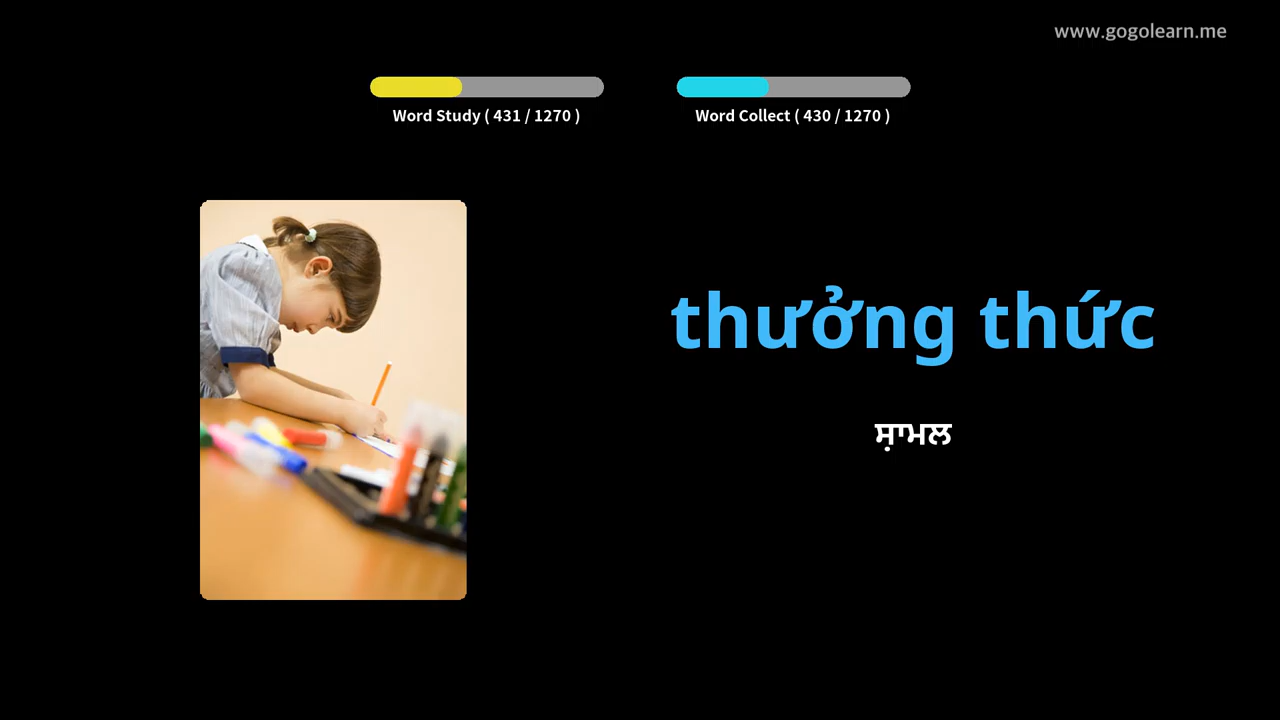 www.gogolearn.me
Word Study ( 431 / 1270 )
Word Collect ( 430 / 1270 )
thưởng thức
ਸ਼ਾਮਲ